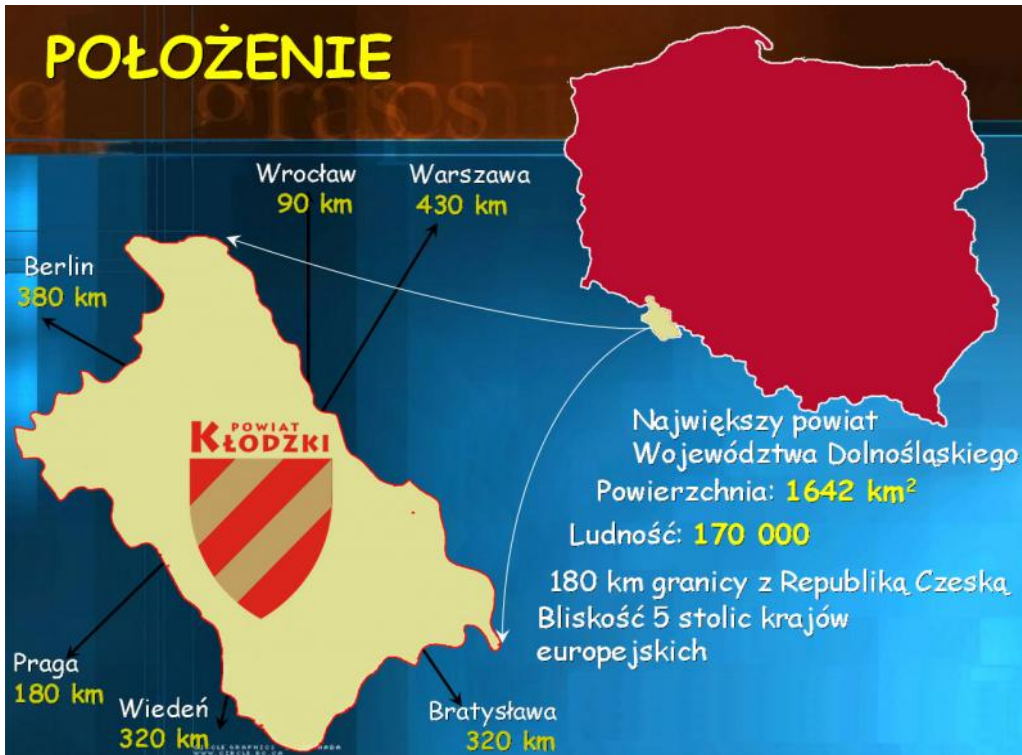 POŁOŻENIE
Wrocław
90 km
Warszawa
430 km
Berlin
380 km
POWIAT
KŁODZKI
Największy powiat
Województwa Dolnośląskiego
Powierzchnia: 1642 km²
Ludność: 170 000
180 km granicy z Republiką Czeską
Bliskość 5 stolic krajów
europejskich
Praga
180 km
Wiedeń
320 km
Bratysława
320 km